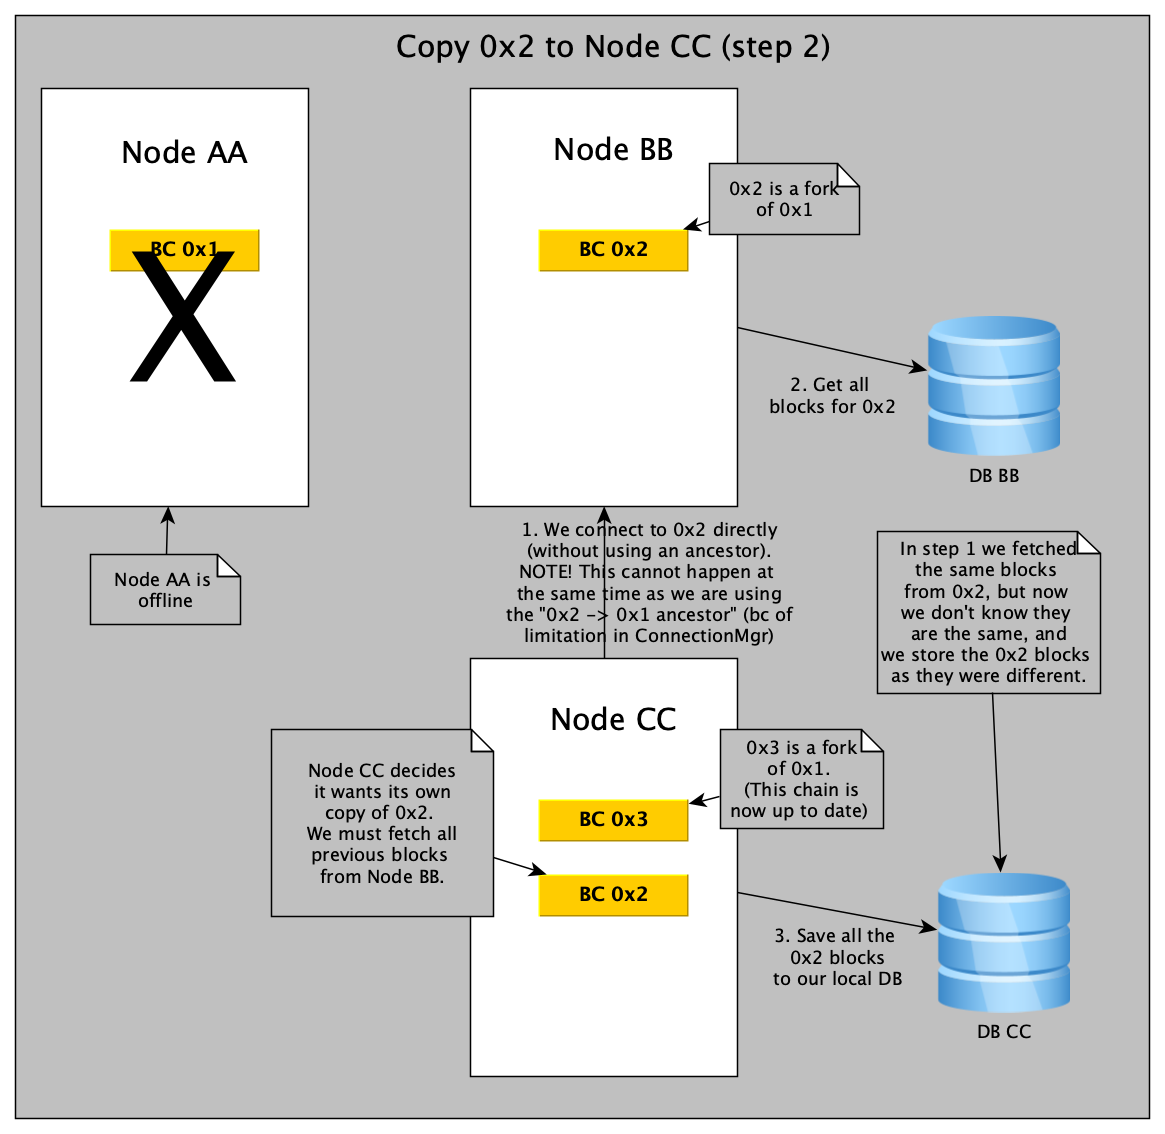 Copy 0x2 to Node CC (step 2)
Node AA
BC 0x1
X
Node AA is
offline
Node BB
0x2 is a fork
of 0x1
BC 0x2
2. Get all
blocks for 0x2
DB BB
1. We connect to 0x2 directly
(without using an ancestor).
NOTE! This cannot happen at
the same time as we are using
the "0x2 -> 0x1 ancestor" (bc of
limitation in ConnectionMgr)
In step 1 we fetched
the same blocks
from 0x2, but now
we don't know they
are the same, and
we store the 0x2 blocks
as they were different.
Node CC
Node CC decides
it wants its own
copy of 0x2.
We must fetch all
previous blocks
from Node BB.
0x3 is a fork
of 0x1.
(This chain is
now up to date)
BC 0x3
BC 0x2
3. Save all the
0x2 blocks
to our local DB
DB CC